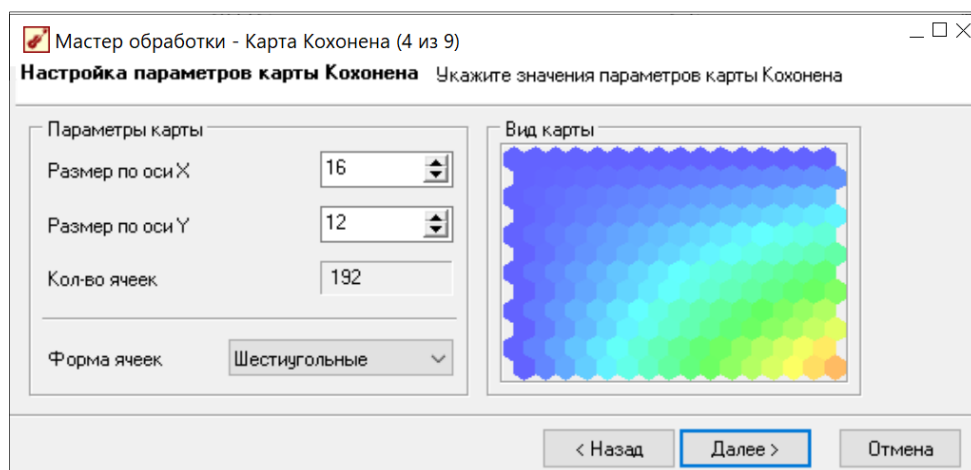 Мастер обработки - Карта Кохонена (4 из 9)
Настройка параметров карты Кохонена Укажите значения параметров карты Кохонена
Параметры карты
Размер по оси X 16
Размер по оси Y 12
Кол-во ячеек 192
Форма ячеек Шестиугольные
Вид карты
< Назад Далее > Отмена